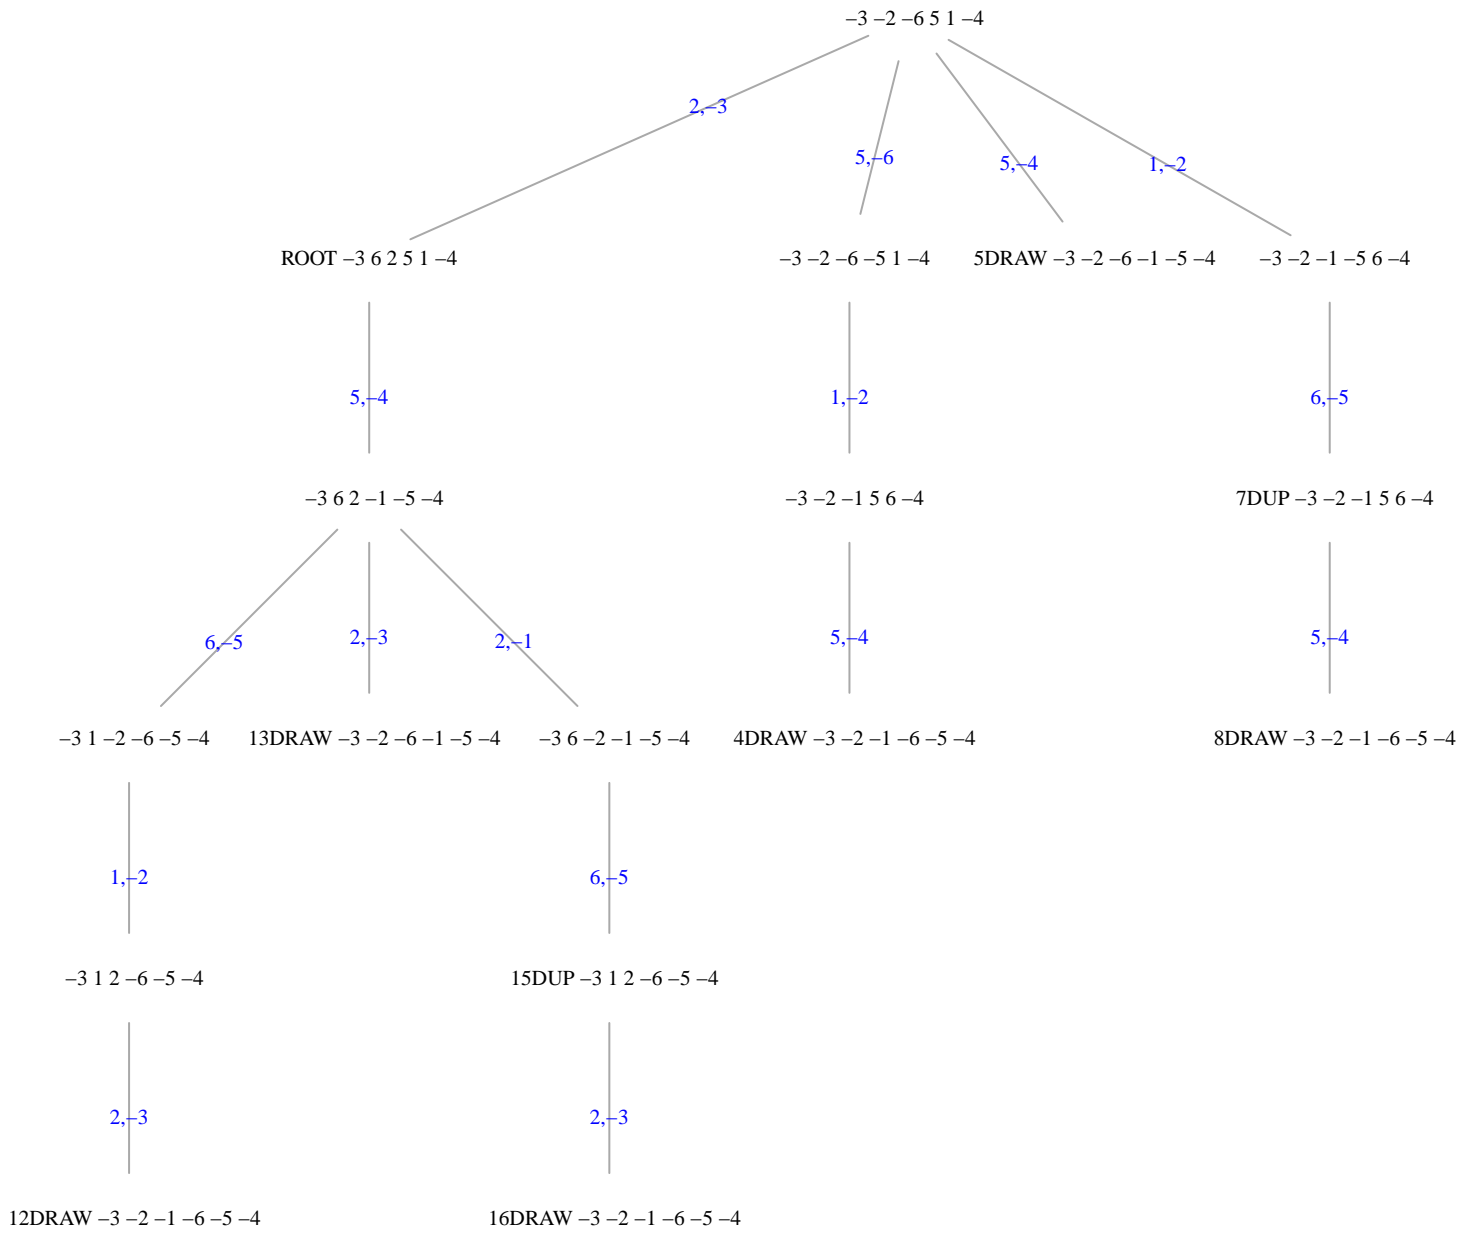 –3 –2 –6 5 1 –4
2,–3
5,–6
5,–4
1,–2
ROOT –3 6 2 5 1 –4
–3 –2 –6 –5 1 –4
5DRAW –3 –2 –6 –1 –5 –4
–3 –2 –1 –5 6 –4
5,–4
1,–2
6,–5
–3 6 2 –1 –5 –4
–3 –2 –1 5 6 –4
7DUP –3 –2 –1 5 6 –4
6,–5
2,–3
2,–1
5,–4
5,–4
–3 1 –2 –6 –5 –4
13DRAW –3 –2 –6 –1 –5 –4
–3 6 –2 –1 –5 –4
4DRAW –3 –2 –1 –6 –5 –4
8DRAW –3 –2 –1 –6 –5 –4
1,–2
6,–5
–3 1 2 –6 –5 –4
15DUP –3 1 2 –6 –5 –4
2,–3
2,–3
12DRAW –3 –2 –1 –6 –5 –4
16DRAW –3 –2 –1 –6 –5 –4